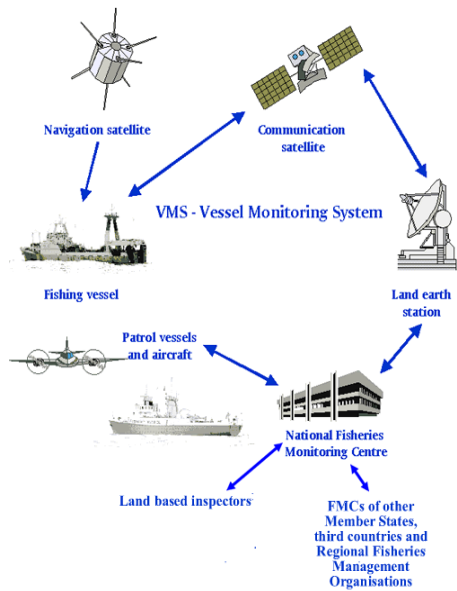 Navigation satellite
Communication
satellite
VMS - Vessel Monitoring System
Fishing vessel
Land earth
station
Patrol vessels
and aircraft
National Fisheries
Monitoring Centre
Land based inspectors
FMCs of other
Member States,
third countries and
Regional Fisheries
Management
Organisations